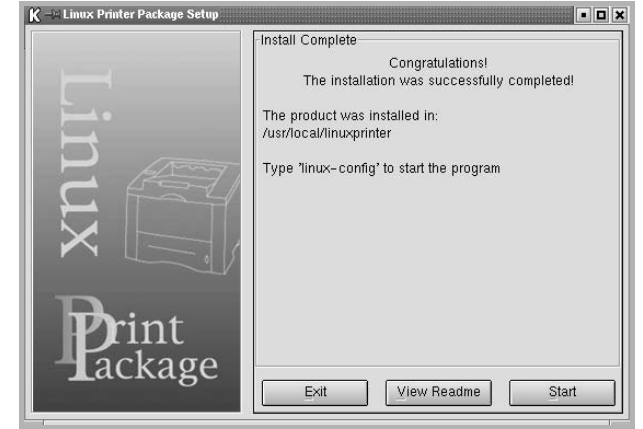 Linux Printer Package Setup
Linux
Print
Package
Install Complete
Congratulations!
The installation was successfully completed!
The product was installed in:
/usr/local/linuxprinter
Type 'linux-config' to start the program
Exit
View Readme
Start